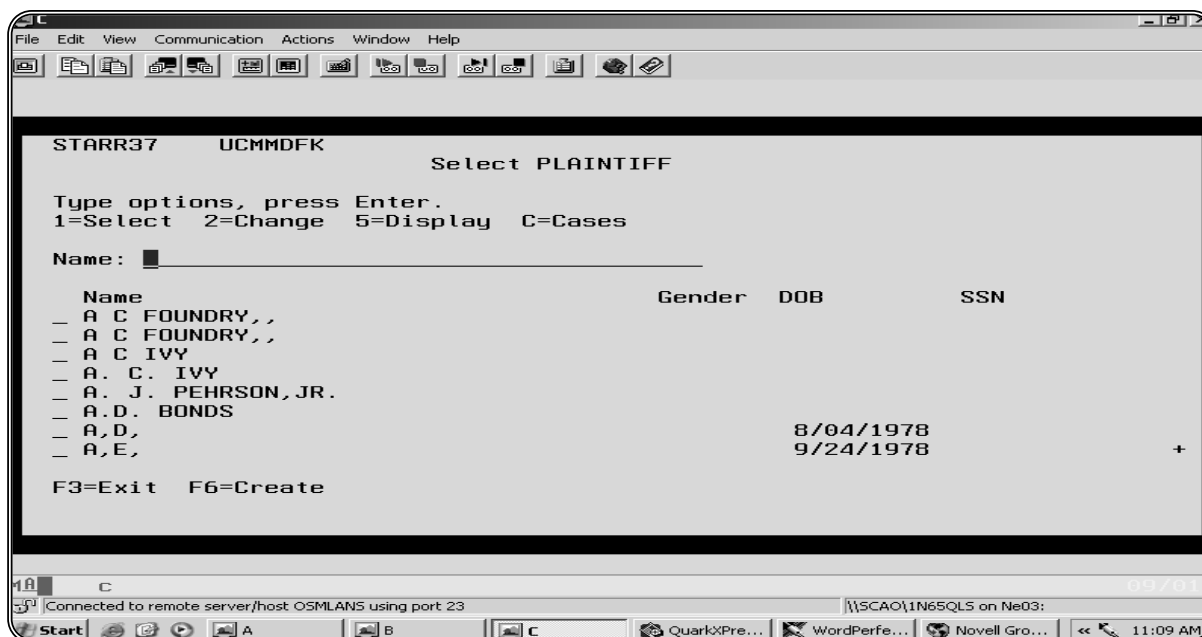 C
File Edit View Communication Actions Window Help
STARR37 UCMMDFK
Select PLAINTIFF
Type options, press Enter.
1=Select 2=Change 5=Display C=Cases
Name:
Name Gender DOB SSN
_ A C FOUNDRY,,
_ A C FOUNDRY,,
_ A C IVY
_ A. C. IVY
_ A. J. PEHRSON,JR.
_ A.D. BONDS
_ A,D, 8/04/1978
_ A,E, 9/24/1978 +
F3=Exit F6=Create
MA C 09/01
Connected to remote server/host OSMLANS using port 23 \\SCAO\1N65QLS on Ne03:
Start A B C QuarkXPre... WordPerfe... Novell Gro... « 11:09 AM